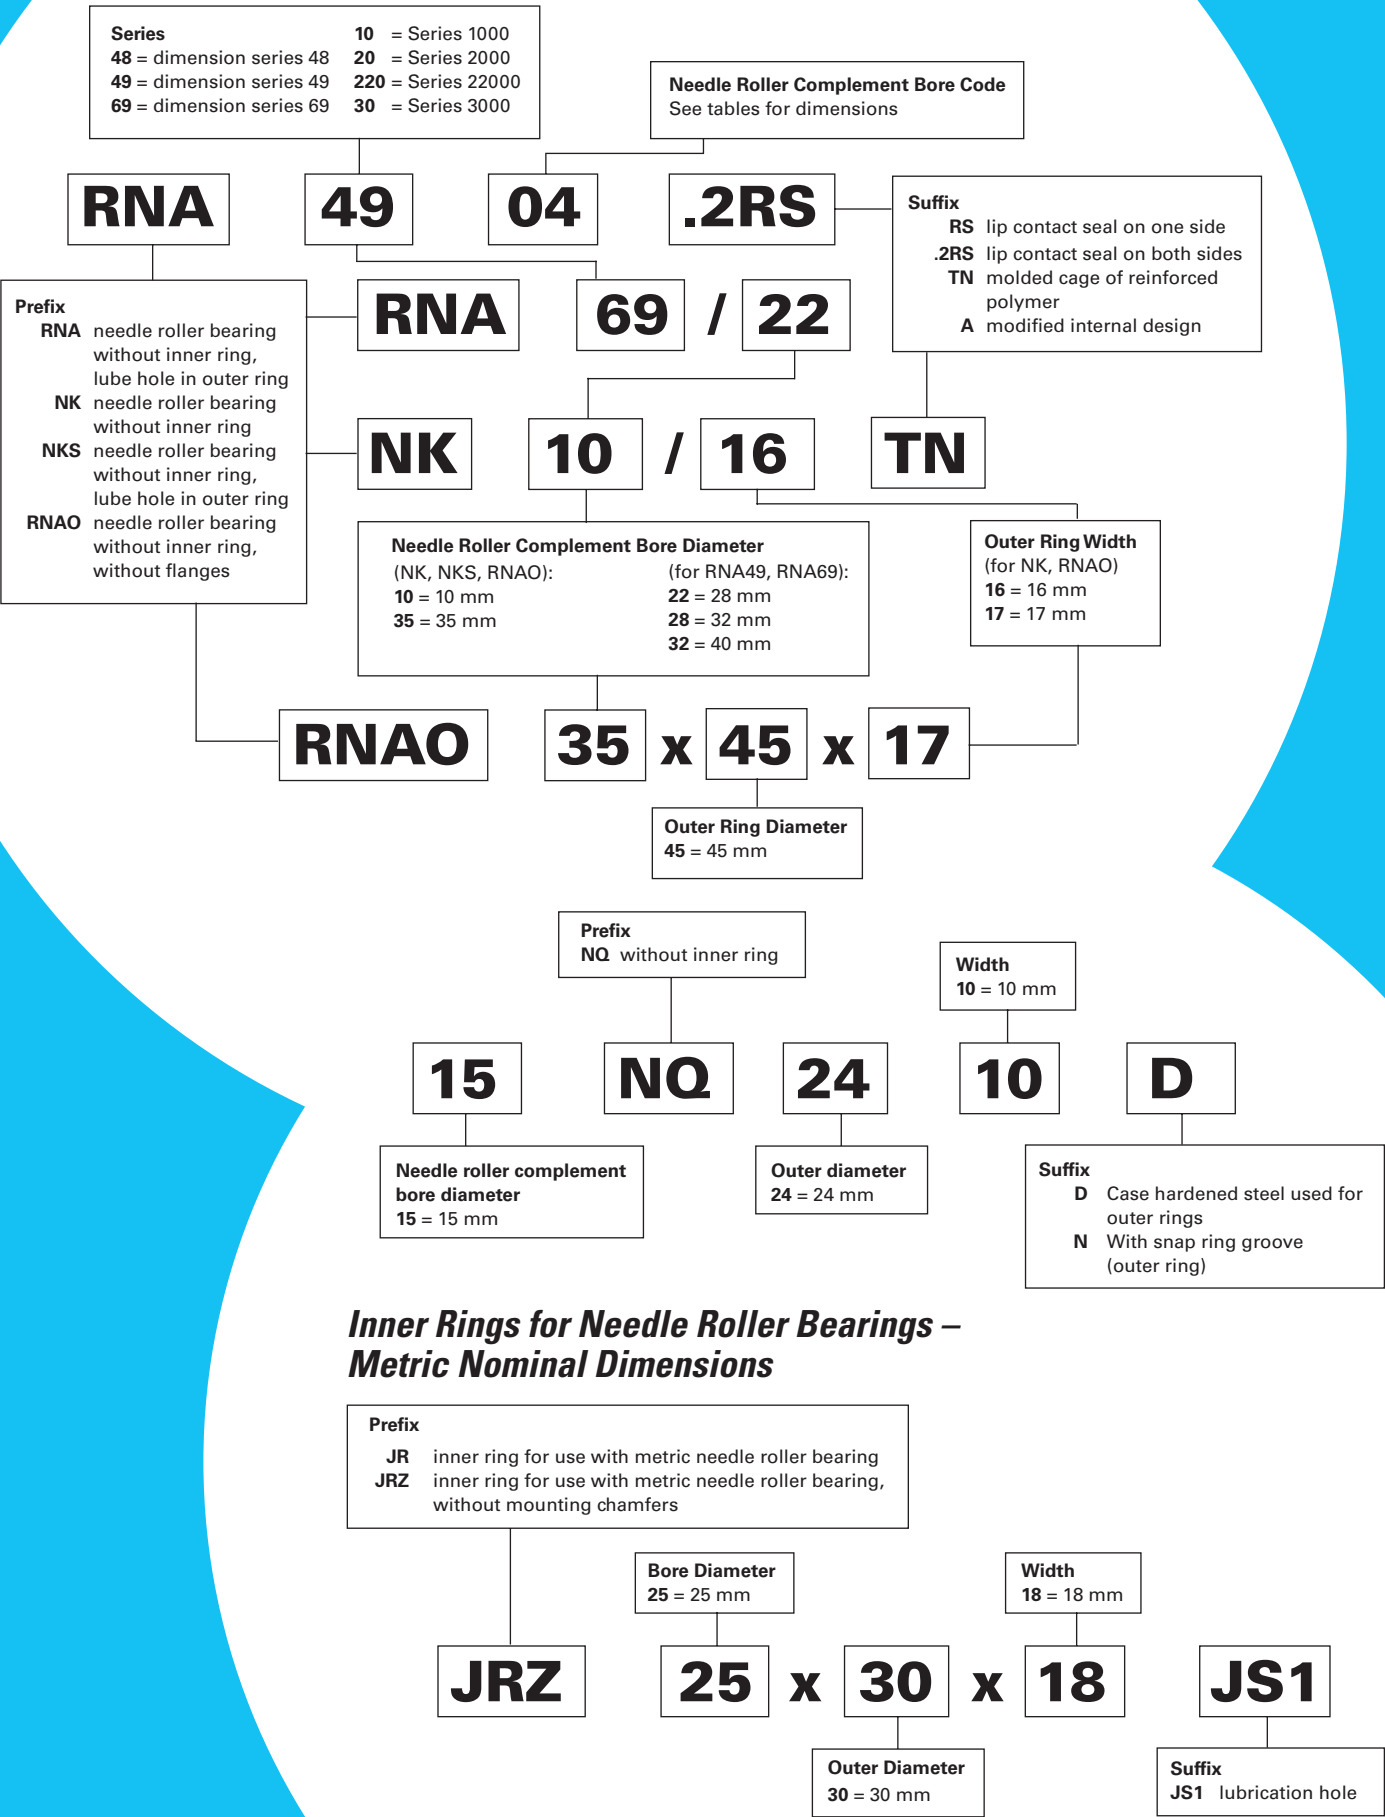 Series
48 = dimension series 48
49 = dimension series 49
69 = dimension series 69
10 = Series 1000
20 = Series 2000
220 = Series 22000
30 = Series 3000
Needle Roller Complement Bore Code
See tables for dimensions
RNA 49 04 .2RS
Suffix
RS lip contact seal on one side
.2RS lip contact seal on both sides
TN molded cage of reinforced
polymer
A modified internal design
Prefix
RNA needle roller bearing
without inner ring,
lube hole in outer ring
NK needle roller bearing
without inner ring
NKS needle roller bearing
without inner ring,
lube hole in outer ring
RNAO needle roller bearing
without inner ring,
without flanges
RNA 69 / 22
NK 10 / 16 TN
Needle Roller Complement Bore Diameter
(NK, NKS, RNAO):
10 = 10 mm
35 = 35 mm
(for RNA49, RNA69):
22 = 28 mm
28 = 32 mm
32 = 40 mm
Outer Ring Width
(for NK, RNAO)
16 = 16 mm
17 = 17 mm
RNAO 35 x 45 x 17
Outer Ring Diameter
45 = 45 mm
Prefix
NQ without inner ring
Width
10 = 10 mm
15 NQ 24 10 D
Needle roller complement
bore diameter
15 = 15 mm
Outer diameter
24 = 24 mm
Suffix
D Case hardened steel used for
outer rings
N With snap ring groove
(outer ring)
Inner Rings for Needle Roller Bearings –
Metric Nominal Dimensions
Prefix
JR inner ring for use with metric needle roller bearing
JRZ inner ring for use with metric needle roller bearing,
without mounting chamfers
Bore Diameter
25 = 25 mm
Width
18 = 18 mm
JRZ 25 x 30 x 18 JS1
Outer Diameter
30 = 30 mm
Suffix
JS1 lubrication hole